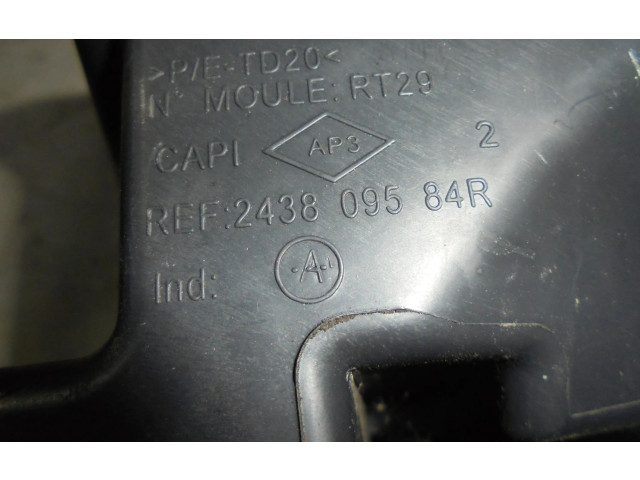 >P/E-TD20<
N° MOULE: RT29
CAPI AP3 2
REF:2438 095 84R
Ind: A